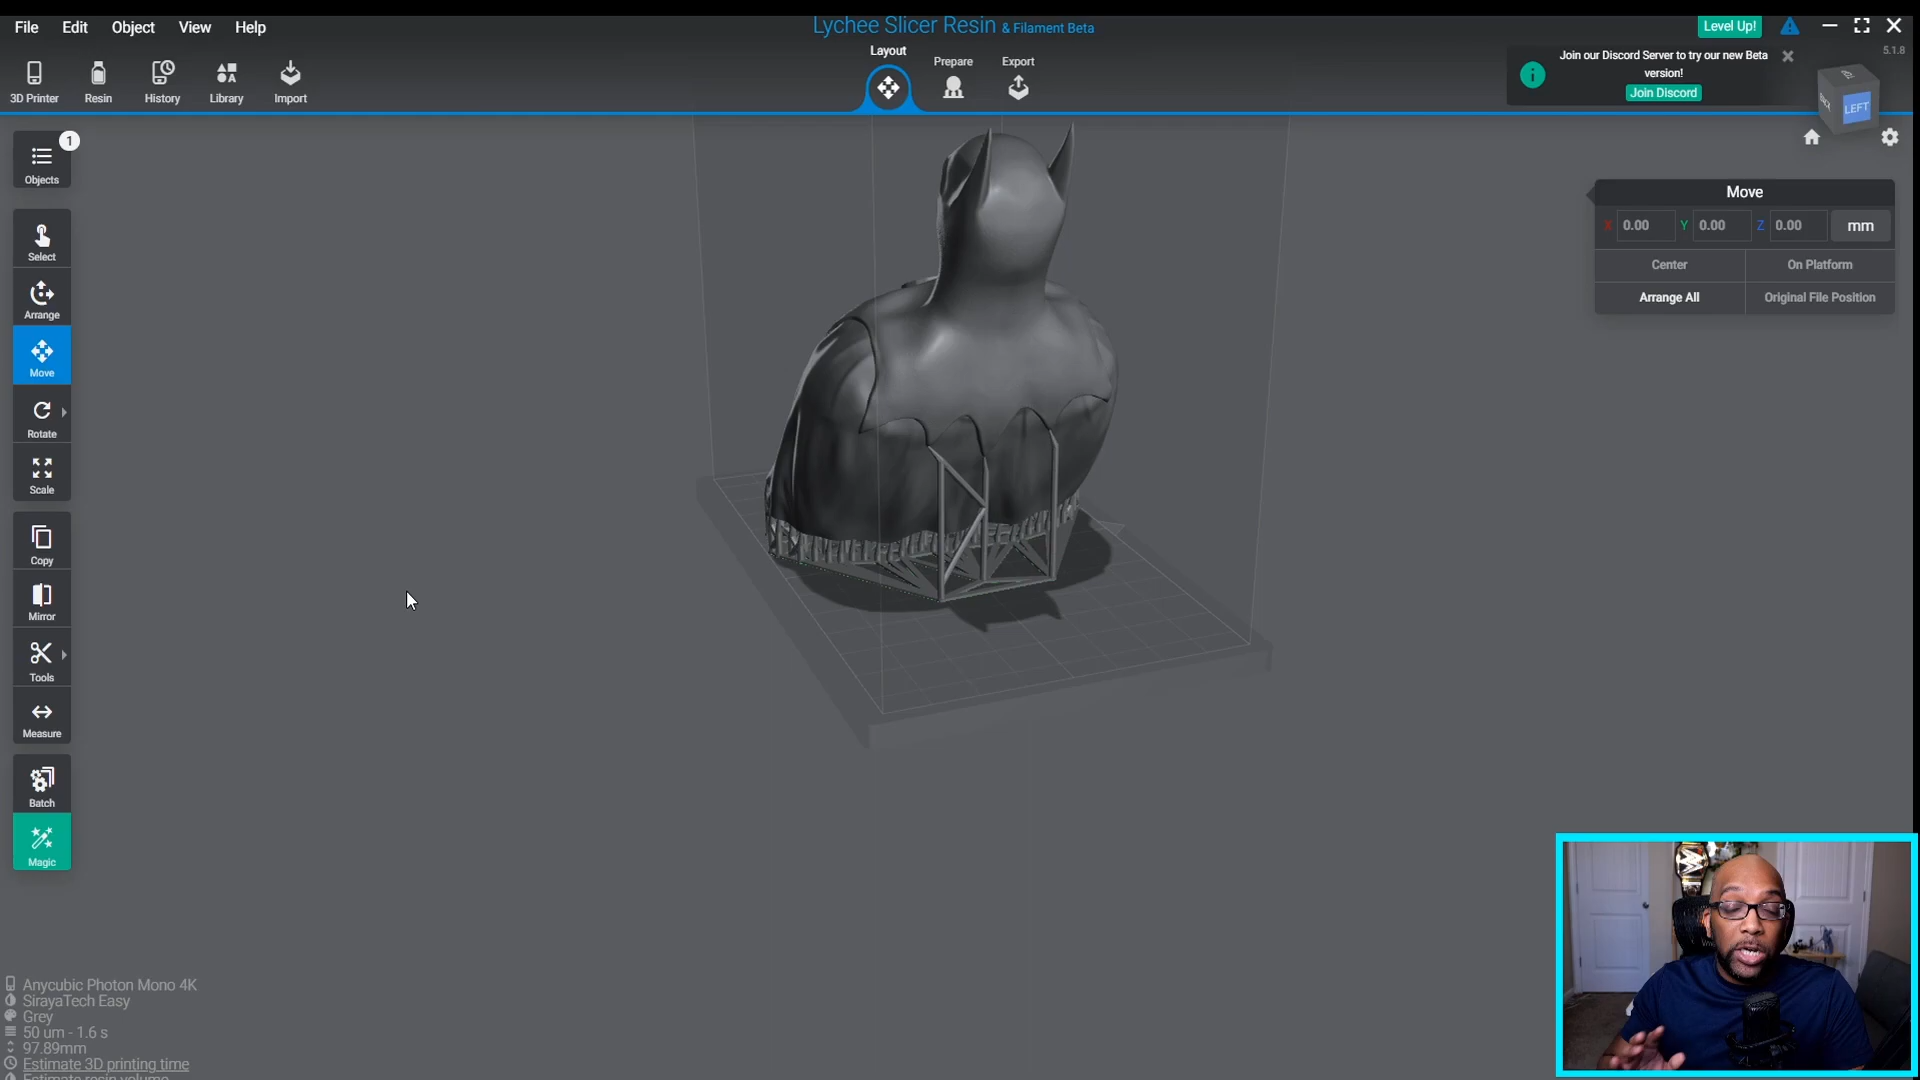 File Edit Object View Help
Lychee Slicer Resin & Filament Beta
Level Up!
5.1.8
3D Printer
Resin
History
Library
Import
Layout
Prepare
Export
Join our Discord Server to try our new Beta
version!
Join Discord
LEFT
1
Objects
Select
Arrange
Move
Rotate
Scale
Copy
Mirror
Tools
Measure
Batch
Magic
Move
X 0.00 Y 0.00 Z 0.00 mm
Center On Platform
Arrange All Original File Position
Anycubic Photon Mono 4K
SirayaTech Easy
Grey
50 um - 1.6 s
97.89mm
Estimate 3D printing time
Estimate resin volume